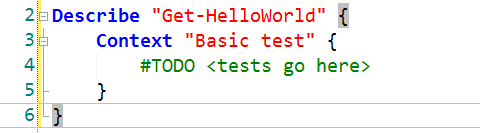 2 Describe "Get-HelloWorld" {
3 Context "Basic test" {
4 #TODO <tests go here>
5 }
6 }